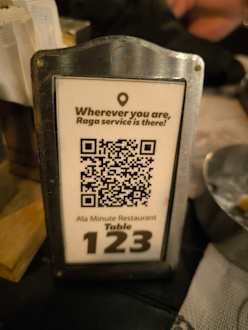 Wherever you are,
Raga service is there!
Ala Minute Restaurant
Table
123